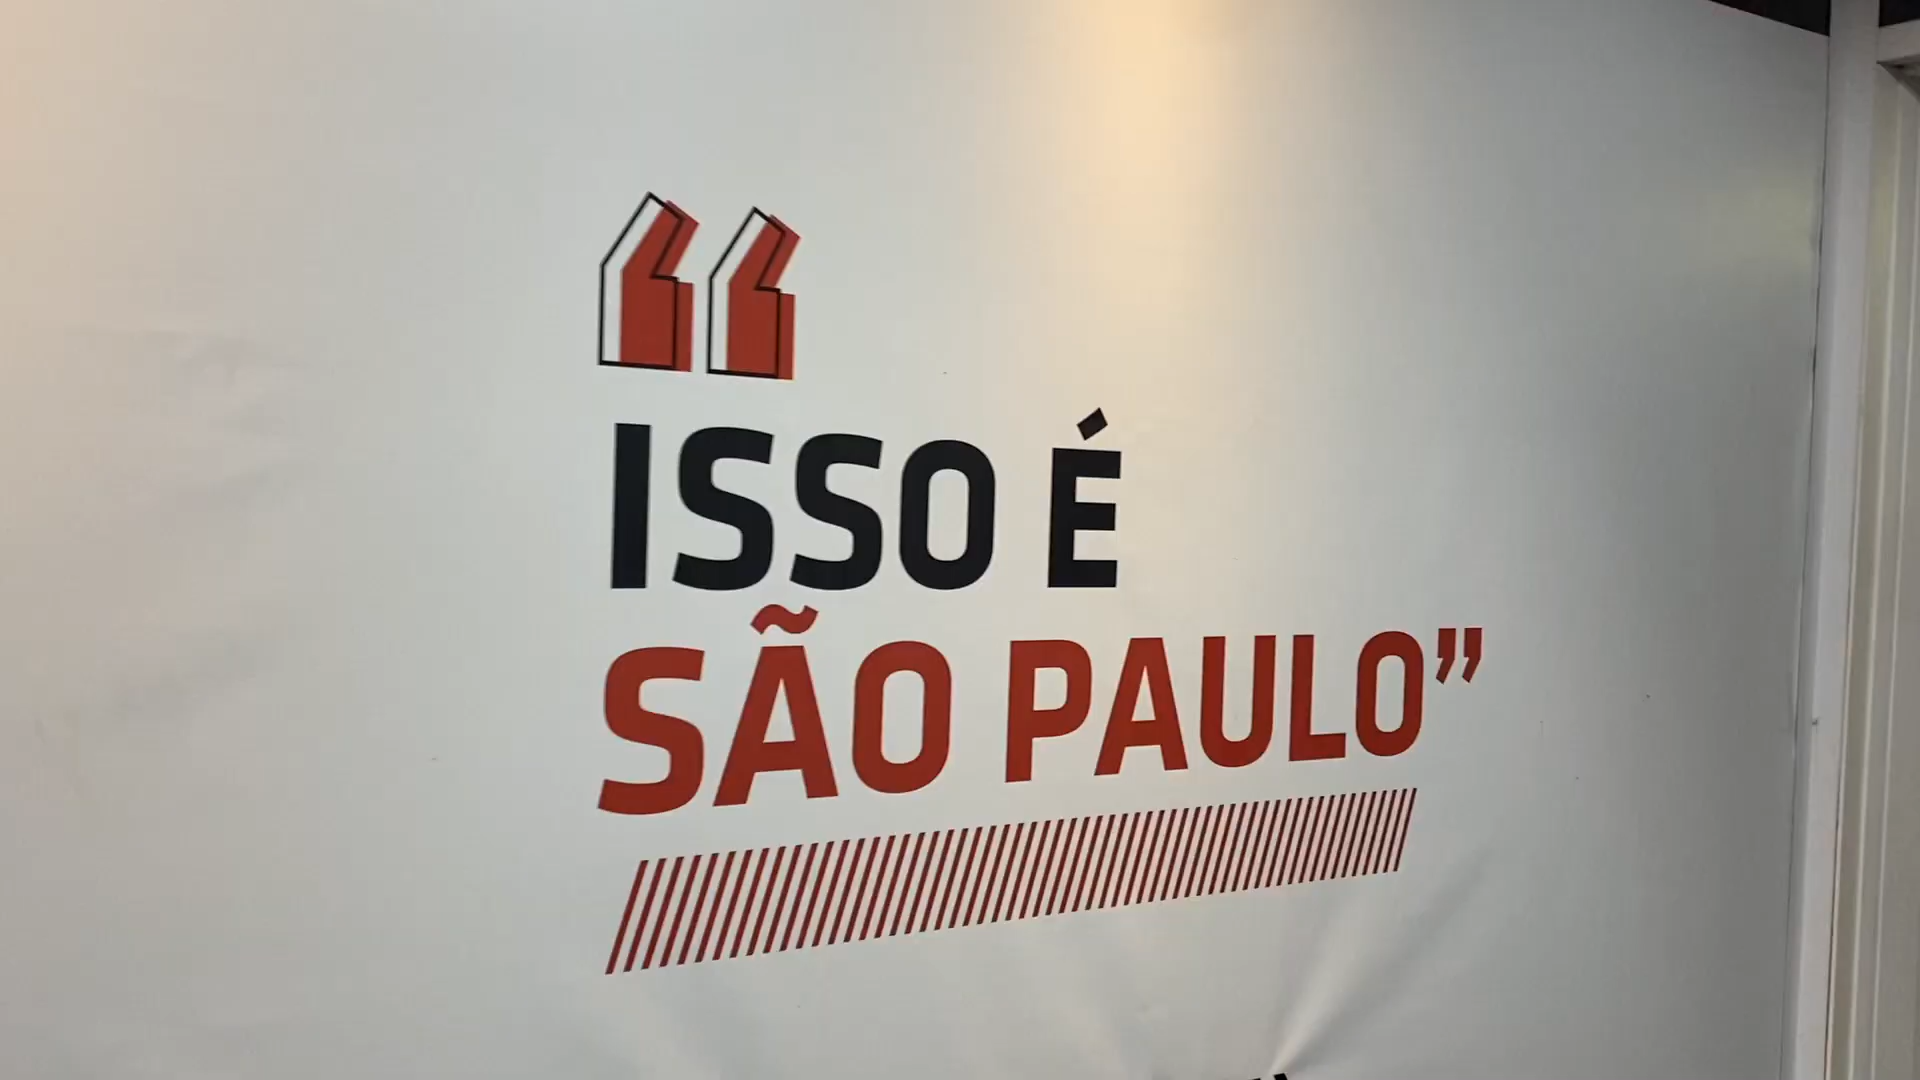 “
ISSO É
SÃO PAULO”